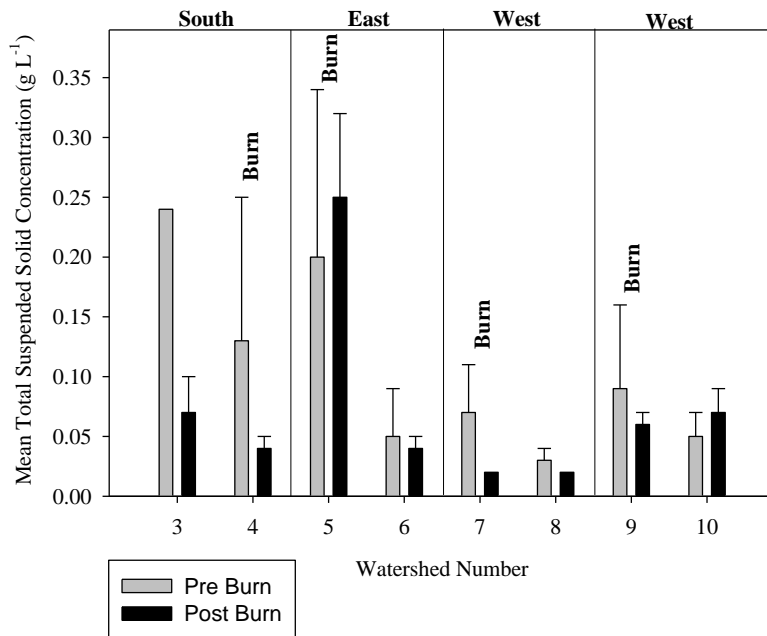 South East West West
Mean Total Suspended Solid Concentration (g L-1)
0.35
0.30
0.25
0.20
0.15
0.10
0.05
0.00
Burn
Burn
Burn
Burn
3 4 5 6 7 8 9 10
Watershed Number
Pre Burn
Post Burn